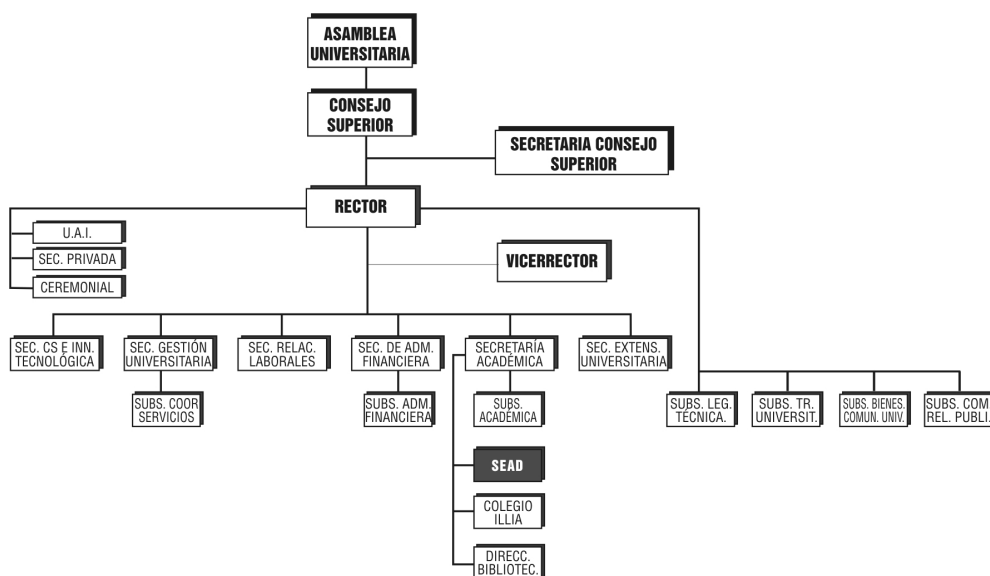 ASAMBLEA
UNIVERSITARIA
CONSEJO
SUPERIOR
SECRETARIA CONSEJO
SUPERIOR
RECTOR
U.A.I.
SEC. PRIVADA
CEREMONIAL
VICERRECTOR
SEC. CS E INN.
TECNOLÓGICA
SEC. GESTIÓN
UNIVERSITARIA
SEC. RELAC.
LABORALES
SEC. DE ADM.
FINANCIERA
SECRETARÍA
ACADÉMICA
SEC. EXTENS.
UNIVERSITARIA
SUBS. COOR
SERVICIOS
SUBS. ADM.
FINANCIERA
SUBS.
ACADÉMICA
SUBS. LEG.
TÉCNICA.
SUBS. TR.
UNIVERSIT.
SUBS. BIENES.
COMUN. UNIV.
SUBS. COM.
REL. PUBLI.
SEAD
COLEGIO
ILLIA
DIRECC.
BIBLIOTEC.